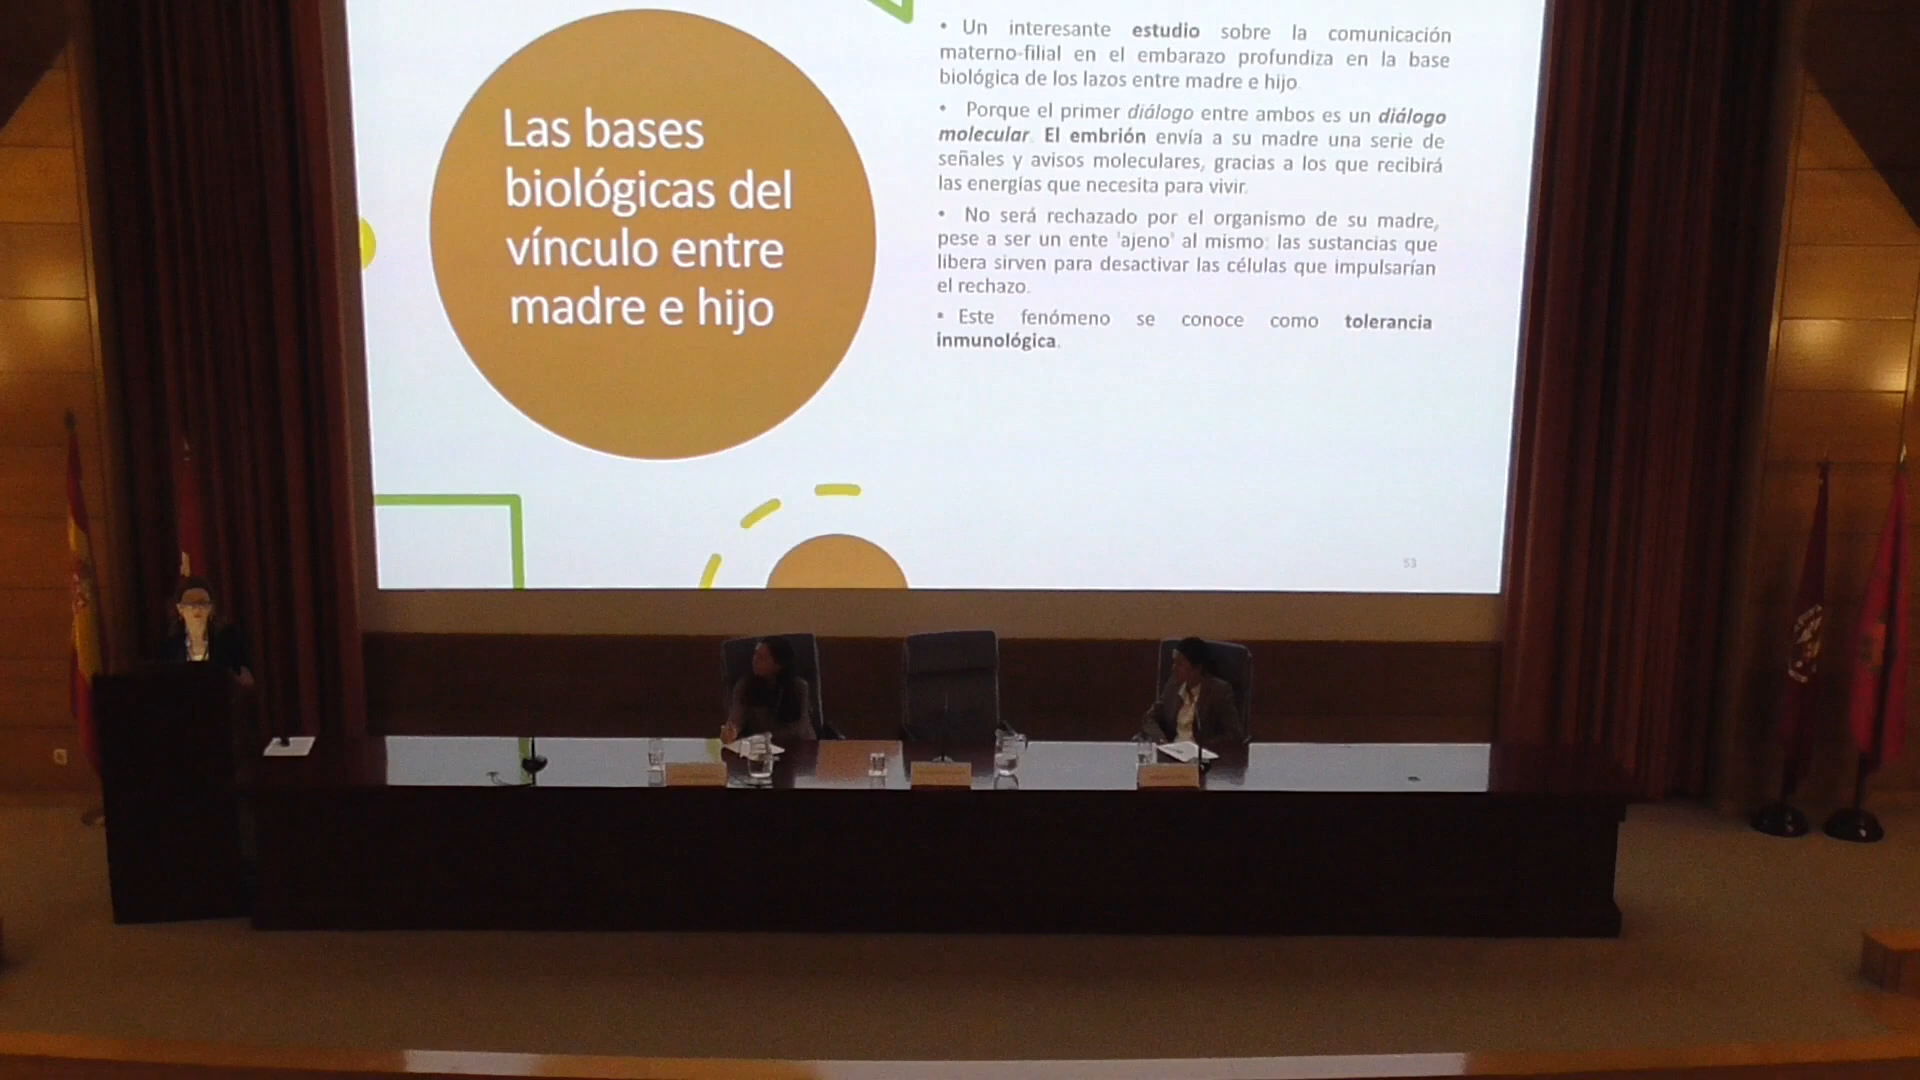 Las bases
biológicas del
vínculo entre
madre e hijo
• Un interesante estudio sobre la comunicación
materno-filial en el embarazo profundiza en la base
biológica de los lazos entre madre e hijo.
• Porque el primer diálogo entre ambos es un diálogo
molecular. El embrión envía a su madre una serie de
señales y avisos moleculares, gracias a los que recibirá
las energías que necesita para vivir.
• No será rechazado por el organismo de su madre,
pese a ser un ente 'ajeno' al mismo: las sustancias que
libera sirven para desactivar las células que impulsarían
el rechazo.
• Este fenómeno se conoce como tolerancia
inmunológica.
53